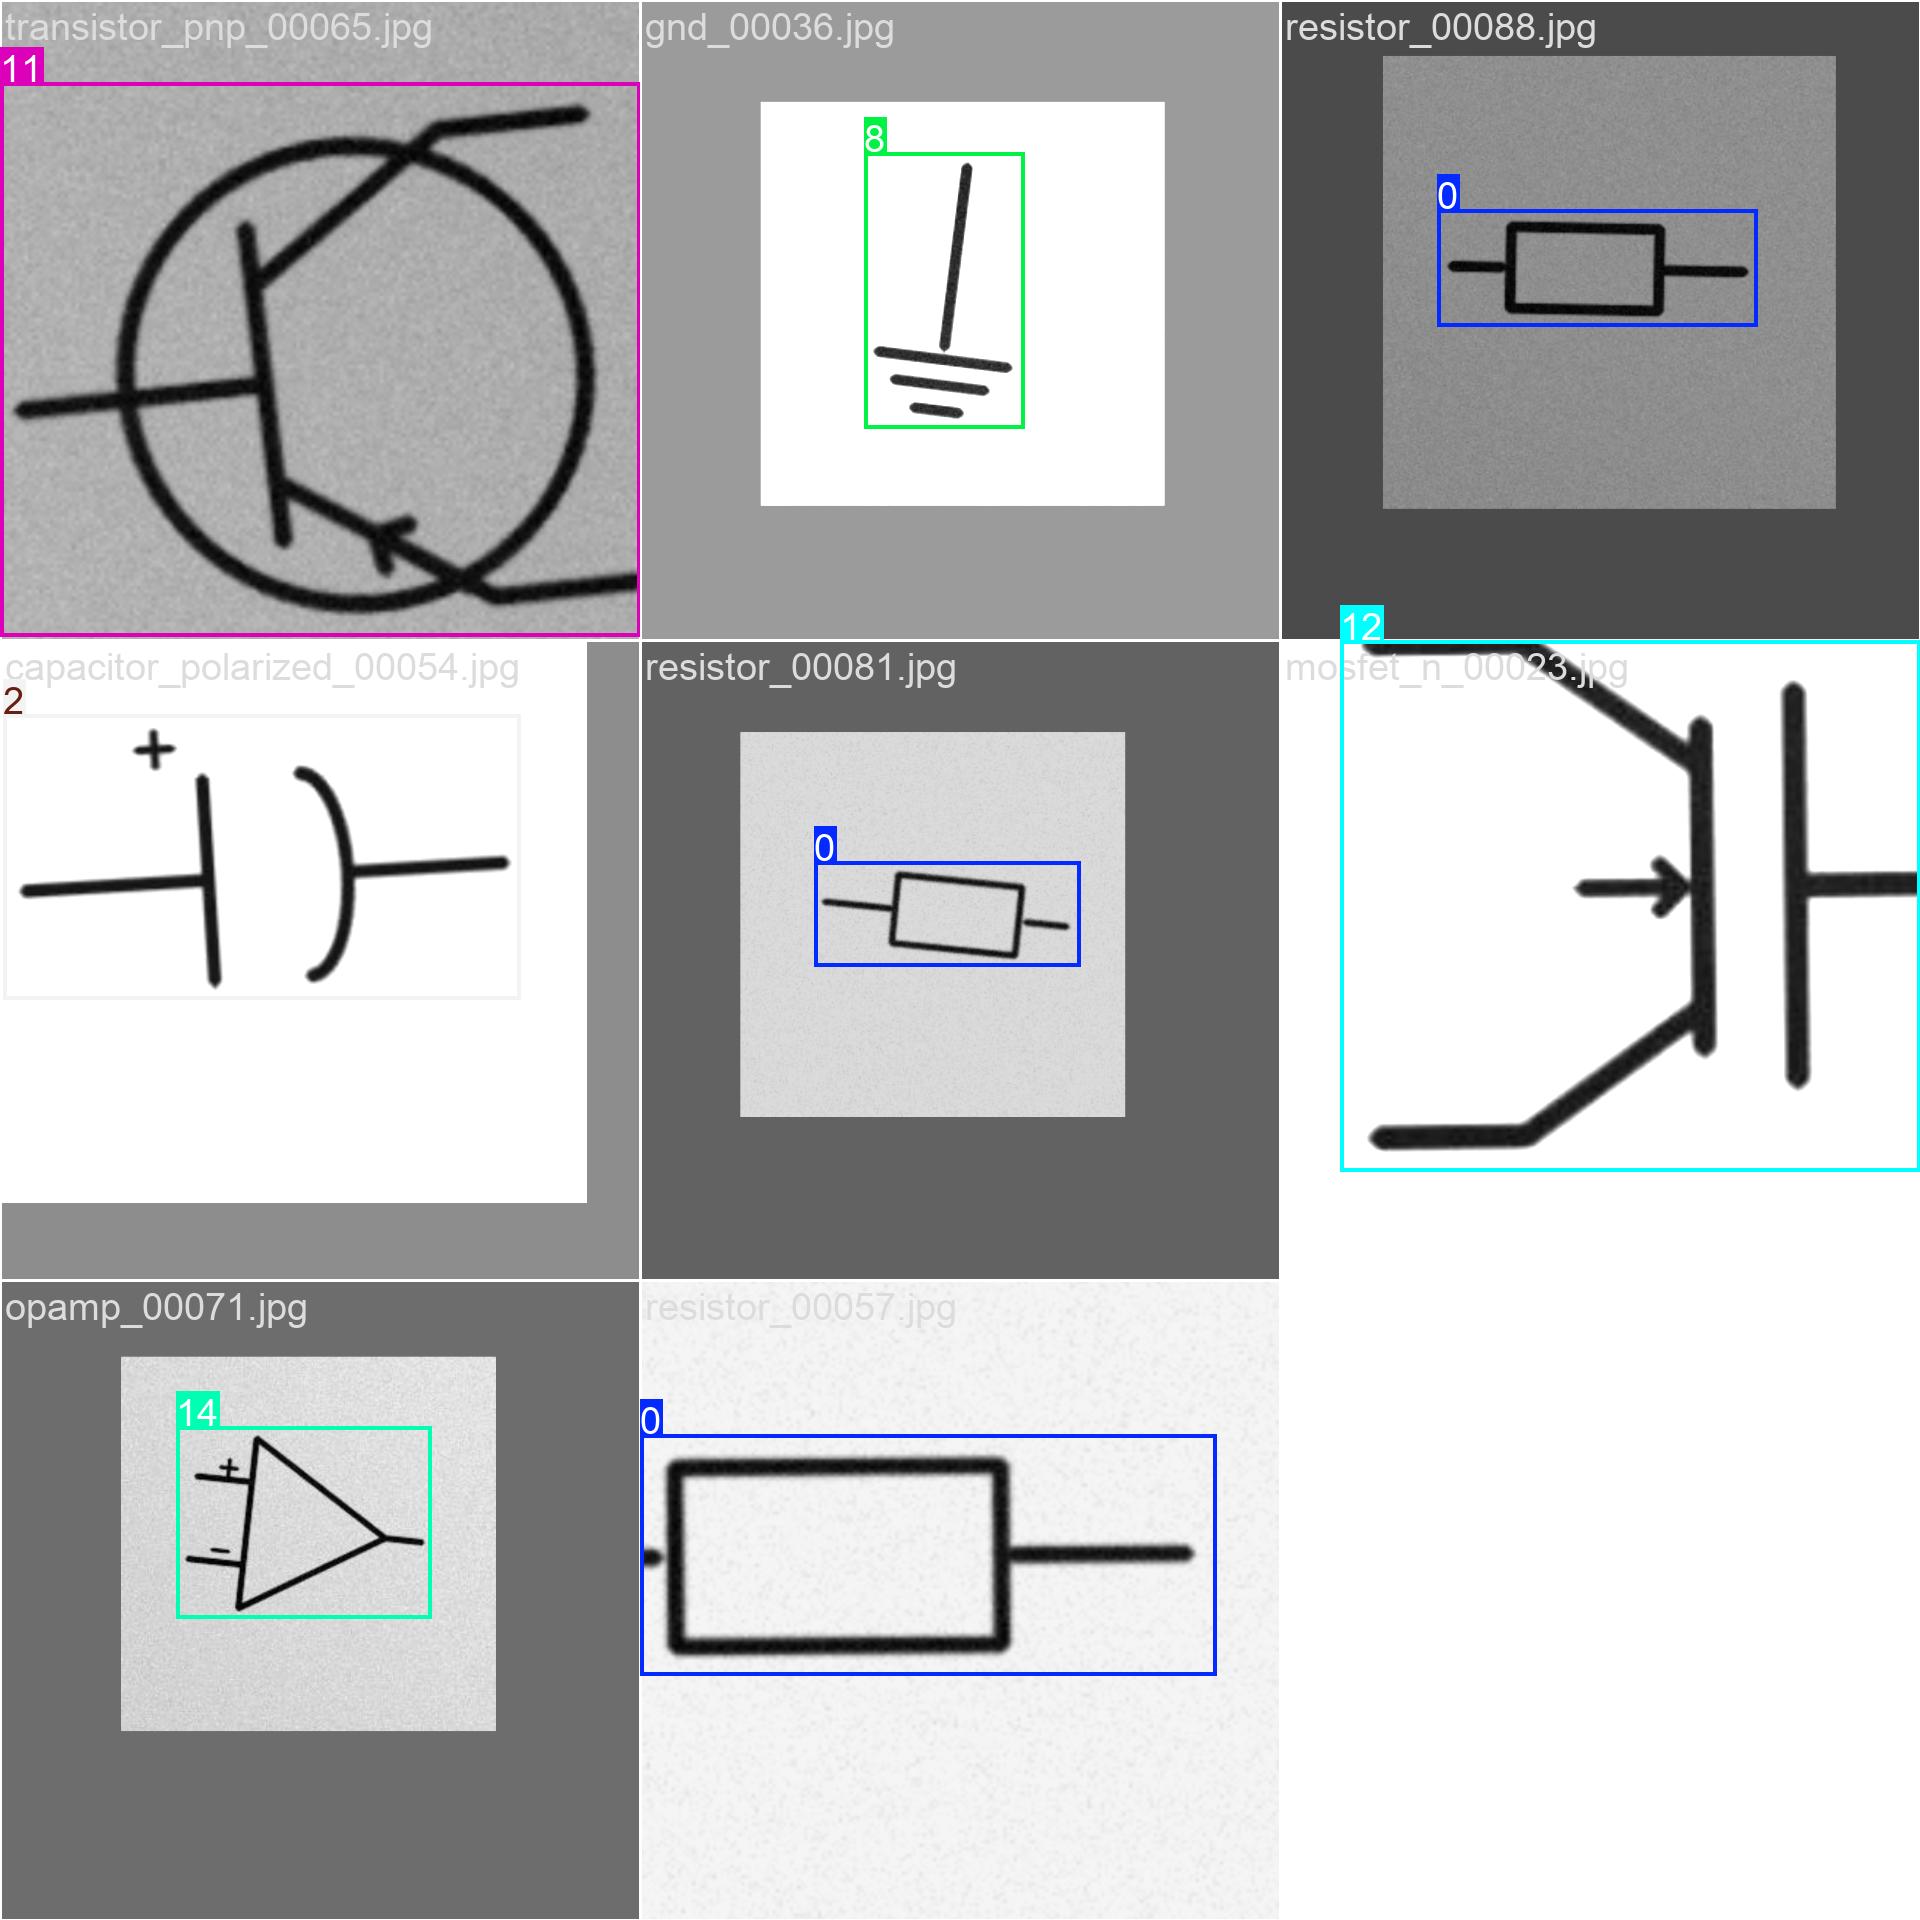 transistor_pnp_00065.jpg
11
gnd_00036.jpg
8
resistor_00088.jpg
0
capacitor_polarized_00054.jpg
2
+
resistor_00081.jpg
0
12
mosfet_n_00023.jpg
opamp_00071.jpg
14
+
-
resistor_00057.jpg
0